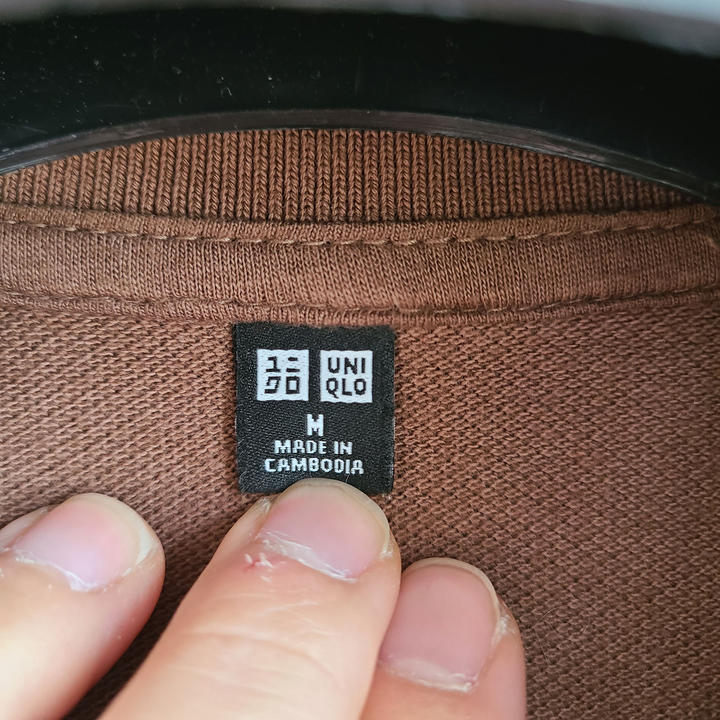 ユニ UNI
クロ QLO
M
MADE IN
CAMBODIA